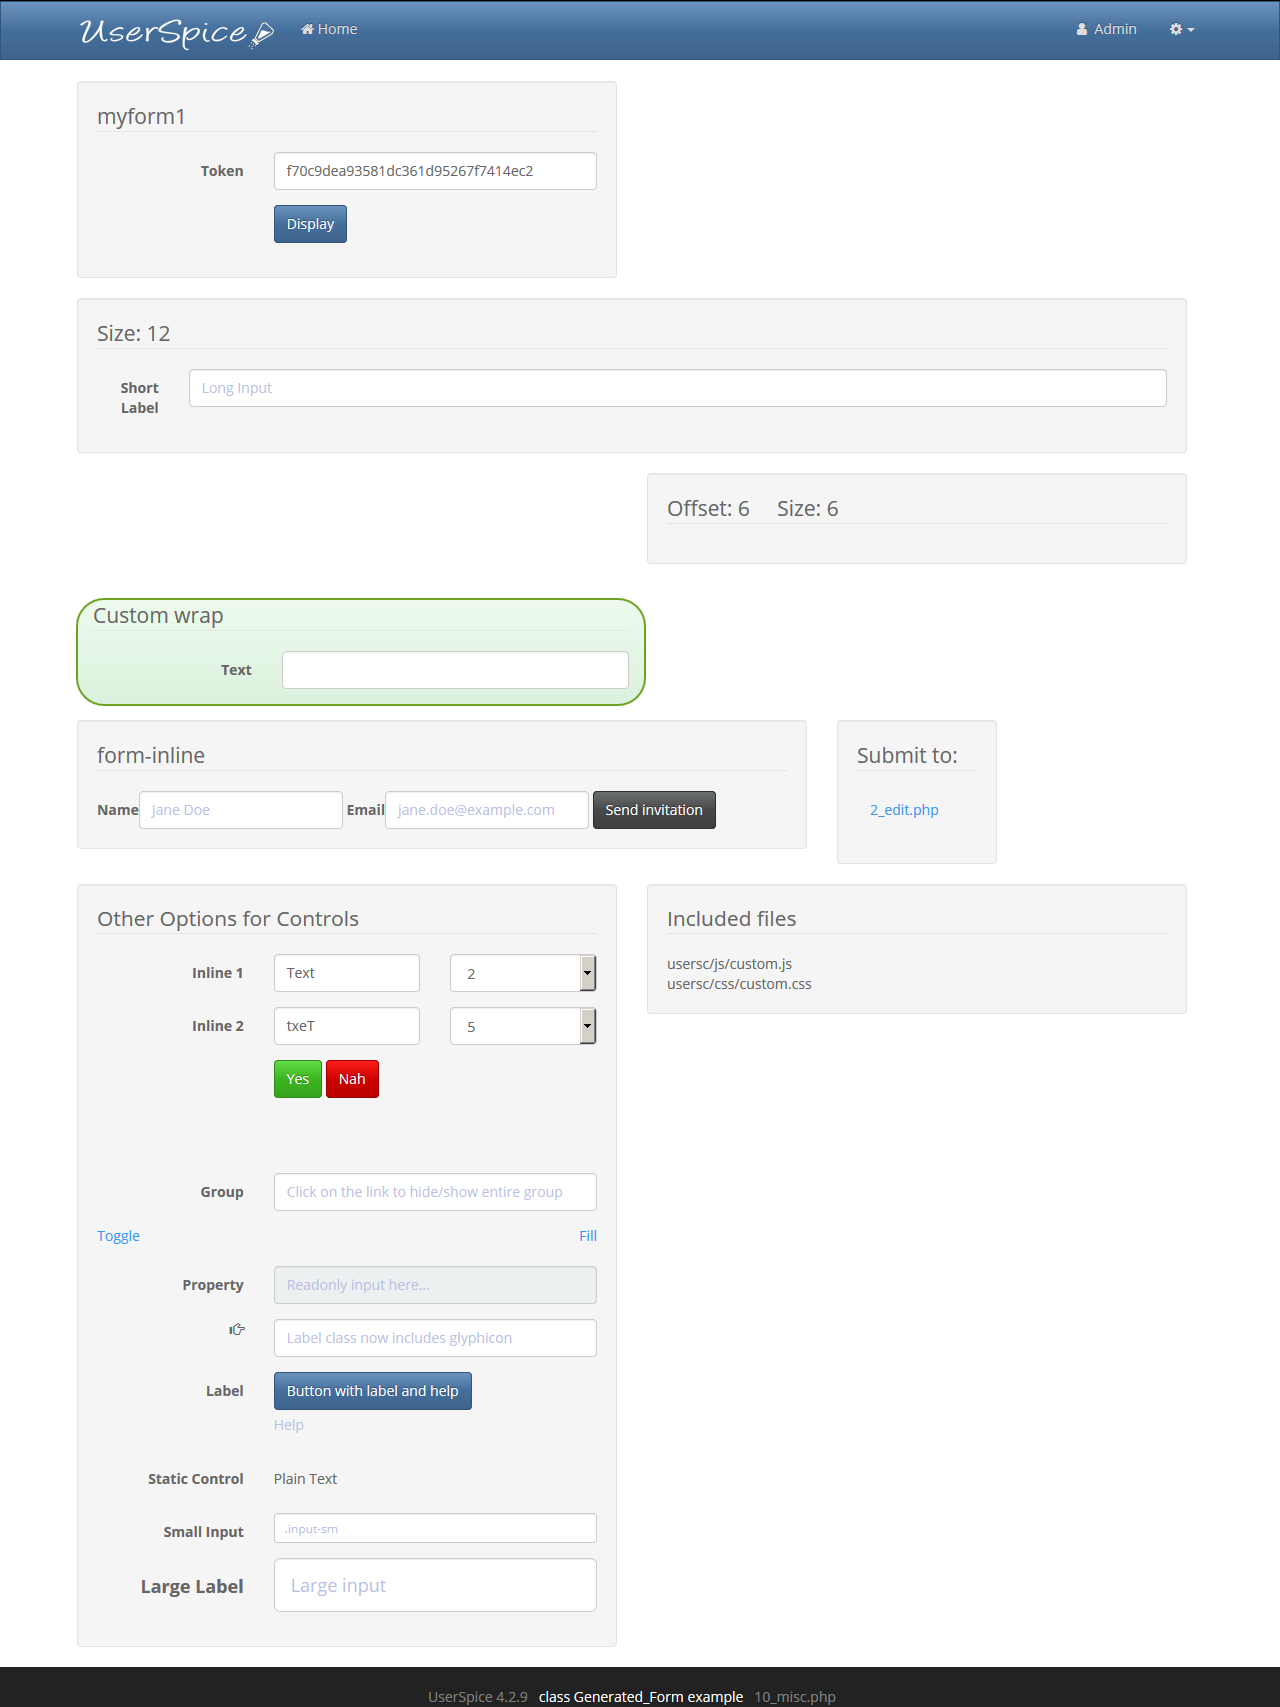 UserSpice Home Admin
myform1
Token f70c9dea93581dc361d95267f7414ec2
Display
Size: 12
Short Label Long Input
Offset: 6 Size: 6
Custom wrap
Text
form-inline
Name Jane Doe Email jane.doe@example.com Send invitation
Submit to:
2_edit.php
Other Options for Controls
Inline 1 Text 2
Inline 2 txeT 5
Yes Nah
Group Click on the link to hide/show entire group
Toggle Fill
Property Readonly input here...
Label class now includes glyphicon
Label Button with label and help
Help
Static Control Plain Text
Small Input .input-sm
Large Label Large input
Included files
usersc/js/custom.js
usersc/css/custom.css
UserSpice 4.2.9 class Generated_Form example 10_misc.php